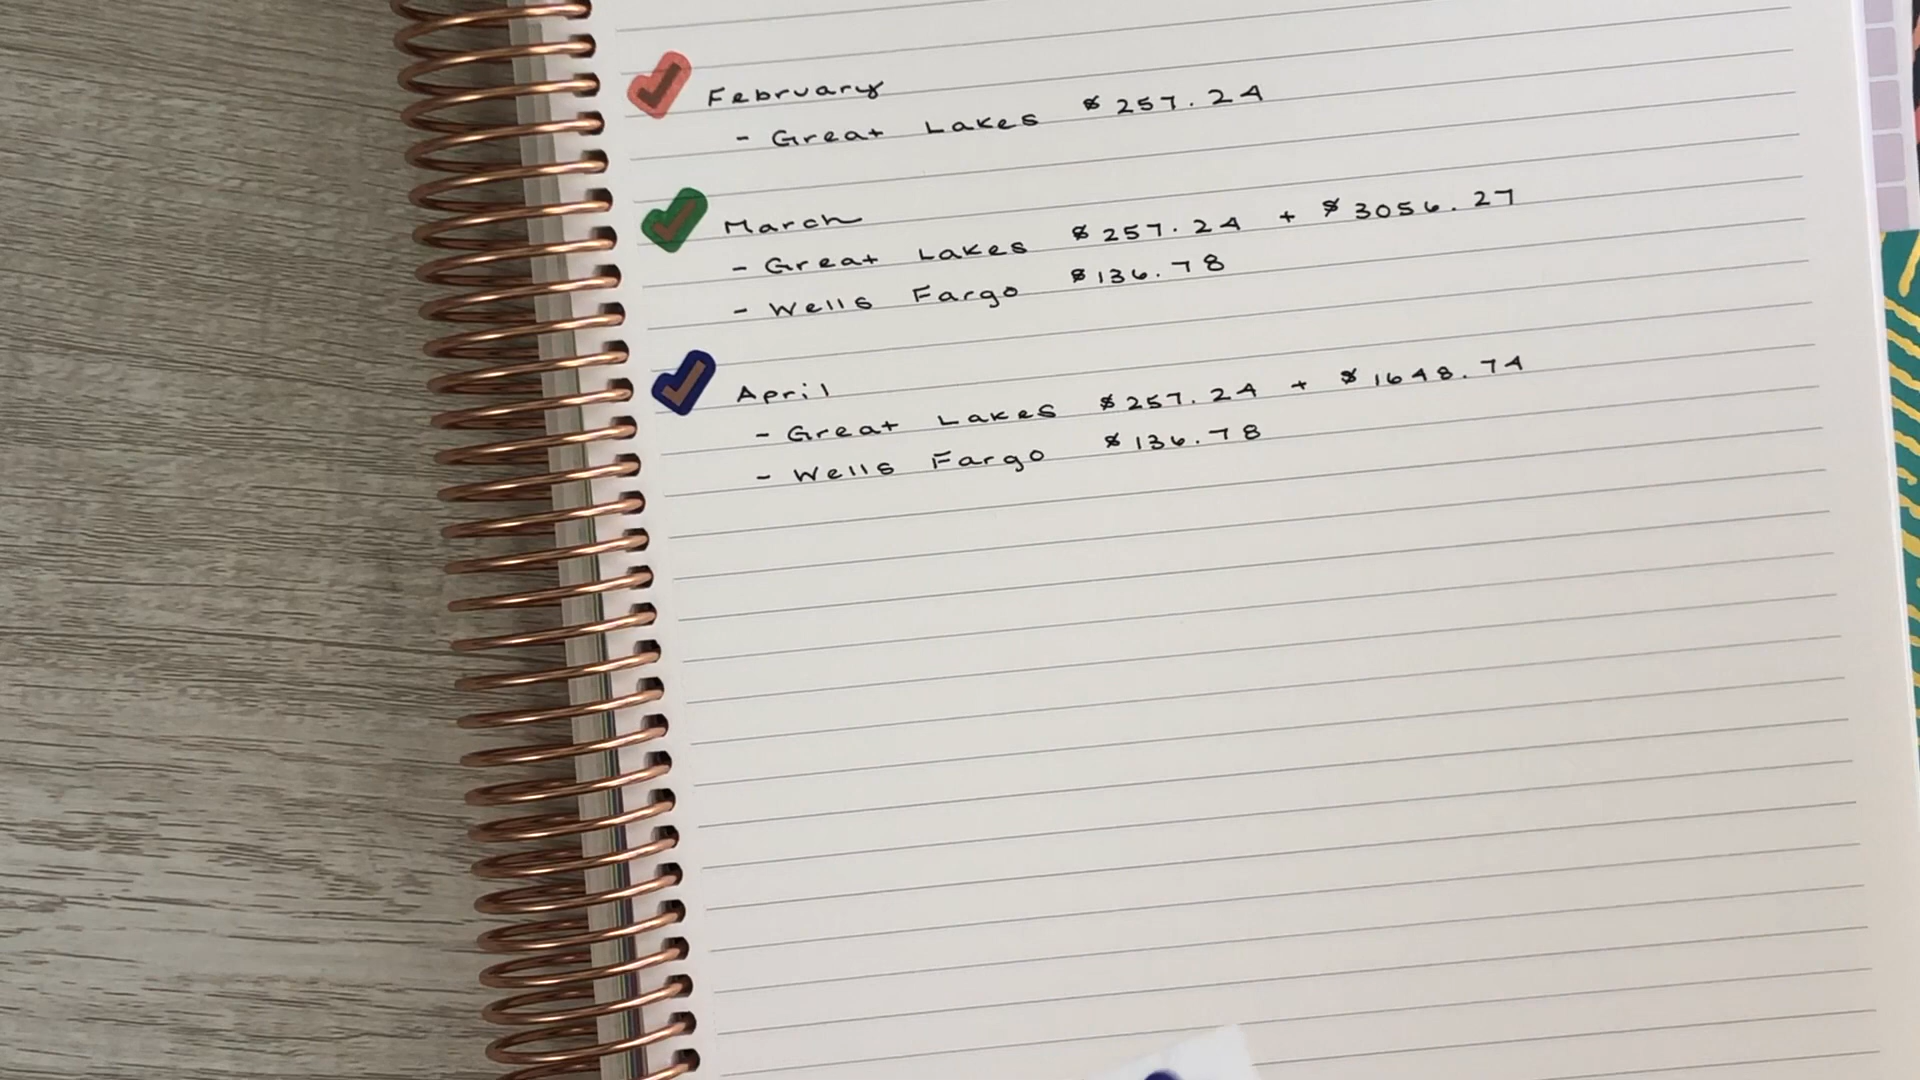 February
- Great Lakes $257.24
March
- Great Lakes $257.24 + $3056.27
- Wells Fargo $136.78
April
- Great Lakes $257.24 + $1648.74
- Wells Fargo $136.78